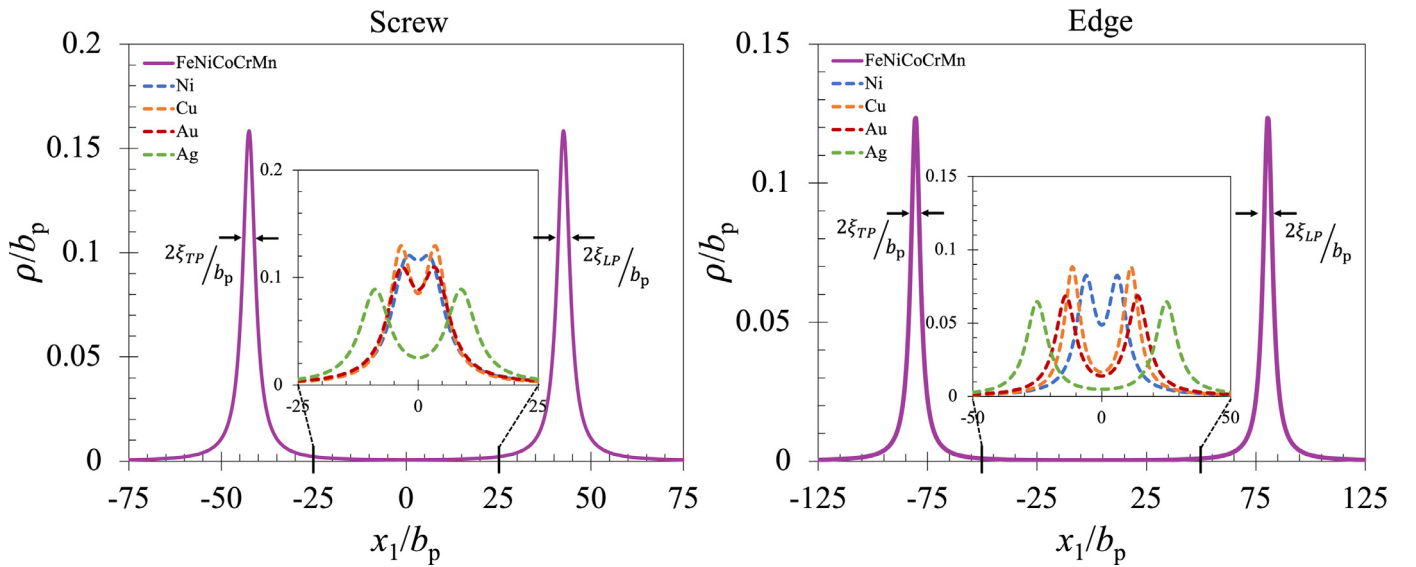 Screw
0.2
0.15
0.1
0.05
0
ρ/bp
FeNiCoCrMn
Ni
Cu
Au
Ag
2ξTP/bp
2ξLP/bp
0.2
0.1
0
-25
0
25
-75
-50
-25
0
25
50
75
x1/bp
Edge
0.15
0.1
0.05
0
ρ/bp
FeNiCoCrMn
Ni
Cu
Au
Ag
2ξTP/bp
2ξLP/bp
0.15
0.1
0.05
0
-50
0
50
-125
-75
-25
25
75
125
x1/bp